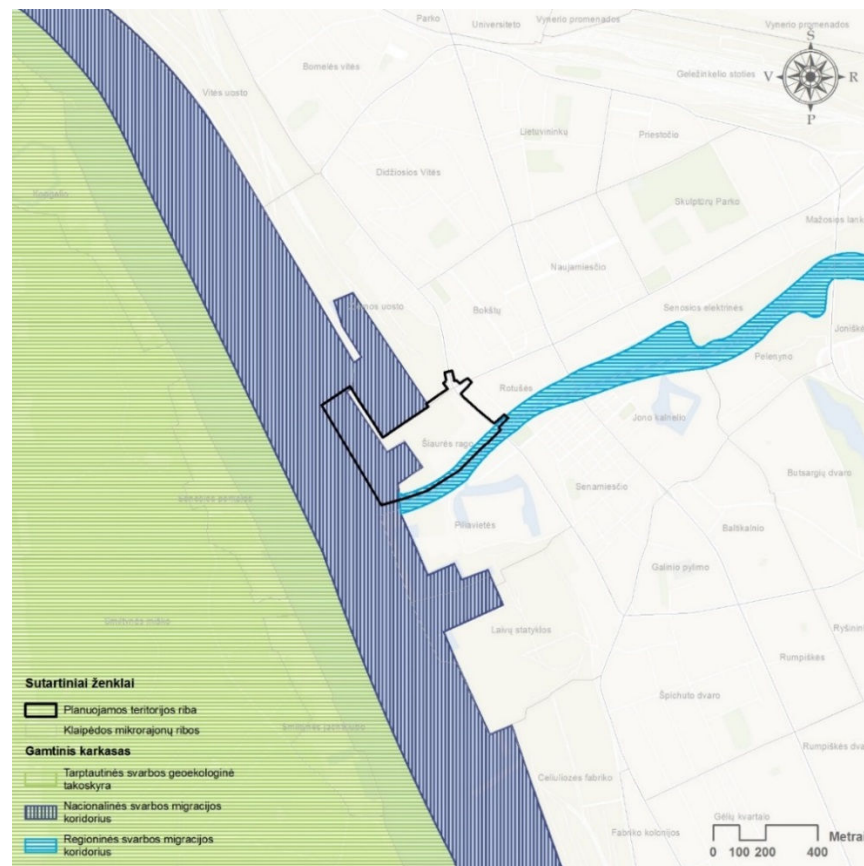 Parko
Universiteto
Vynerio promenados
Vynerio promenados
Š
V
R
P
Bomelės vitės
Geležinkelio stoties
Vitės uosto
Lietuvininkų
Priestočio
Didžiosios Vitės
Skulptūrų Parko
Kopgalio
Mažosios lank
Naujamiesčio
Bokštų
Senosios elektrinės
Joniškė
Pelenyno
Rotušės
Jono kalnelio
Šiaurės rago
Botsargių dvaro
Senamiesčio
Piliavietės
Baltikalnio
Galinio pylimo
Laivų statyklos
Ryšinin
Rumpiškės
Špichuto dvaro
Rumpiškės dva
Celiuliozės fabriko
Gėlių kvartalo
Fabriko kolonijos
Sutartiniai ženklai
Planuojamos teritorijos riba
Klaipėdos mikrorajonų ribos
Gamtinis karkasas
Tarptautinės svarbos geoekologinė
takoskyra
Nacionalinės svarbos migracijos
koridorius
Regioninės svarbos migracijos
koridorius
Metrai
0 100 200 400